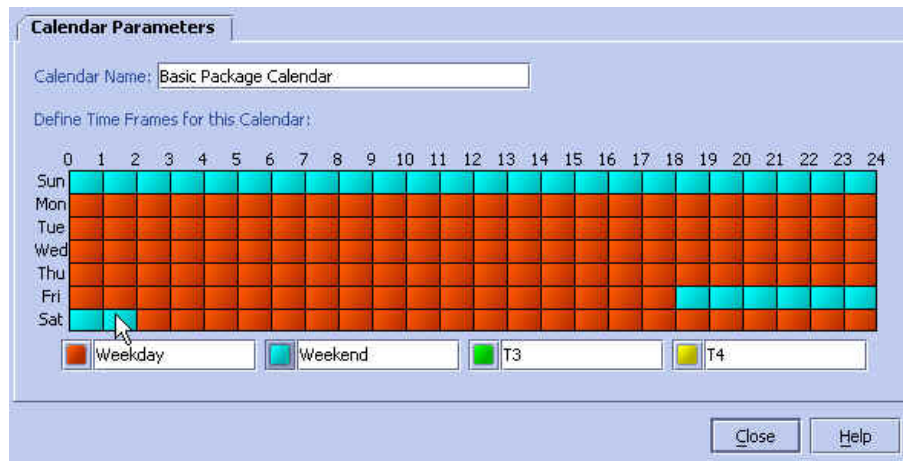 Calendar Parameters
Calendar Name: Basic Package Calendar
Define Time Frames for this Calendar:
0 1 2 3 4 5 6 7 8 9 10 11 12 13 14 15 16 17 18 19 20 21 22 23 24
Sun
Mon
Tue
Wed
Thu
Fri
Sat
Weekday Weekend T3 T4
Close Help